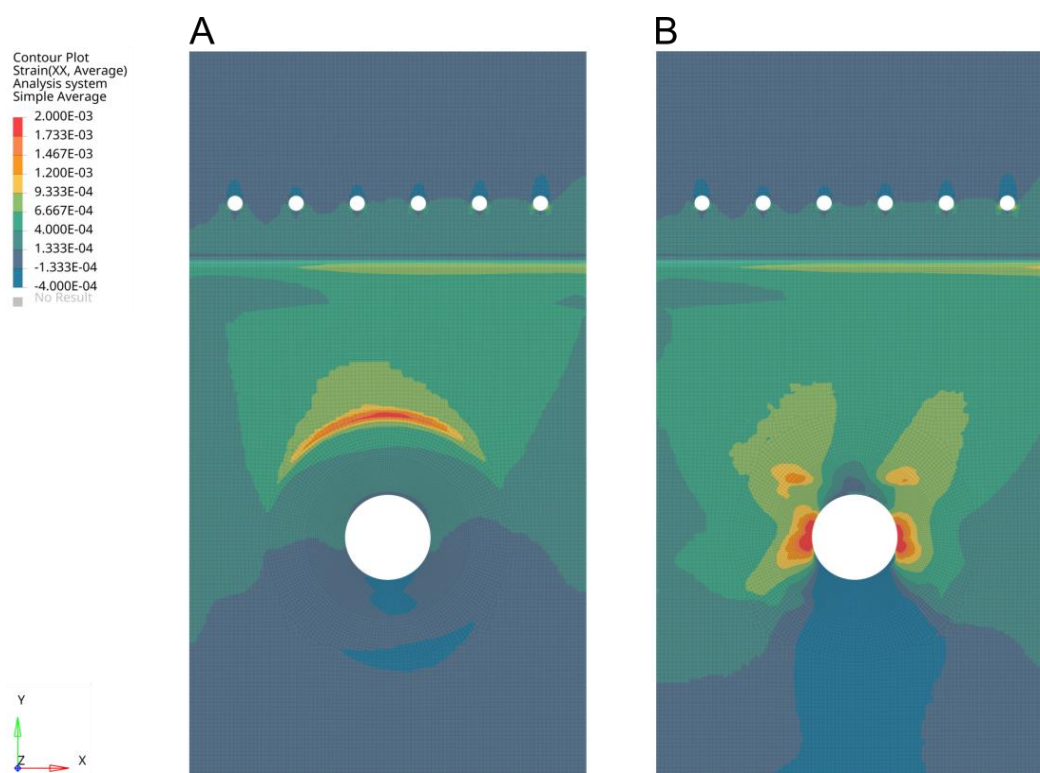 A
B
Contour Plot
Strain(XX, Average)
Analysis system
Simple Average
2.000E-03
1.733E-03
1.467E-03
1.200E-03
9.333E-04
6.667E-04
4.000E-04
1.333E-04
-1.333E-04
-4.000E-04
No Result
Y
Z
X